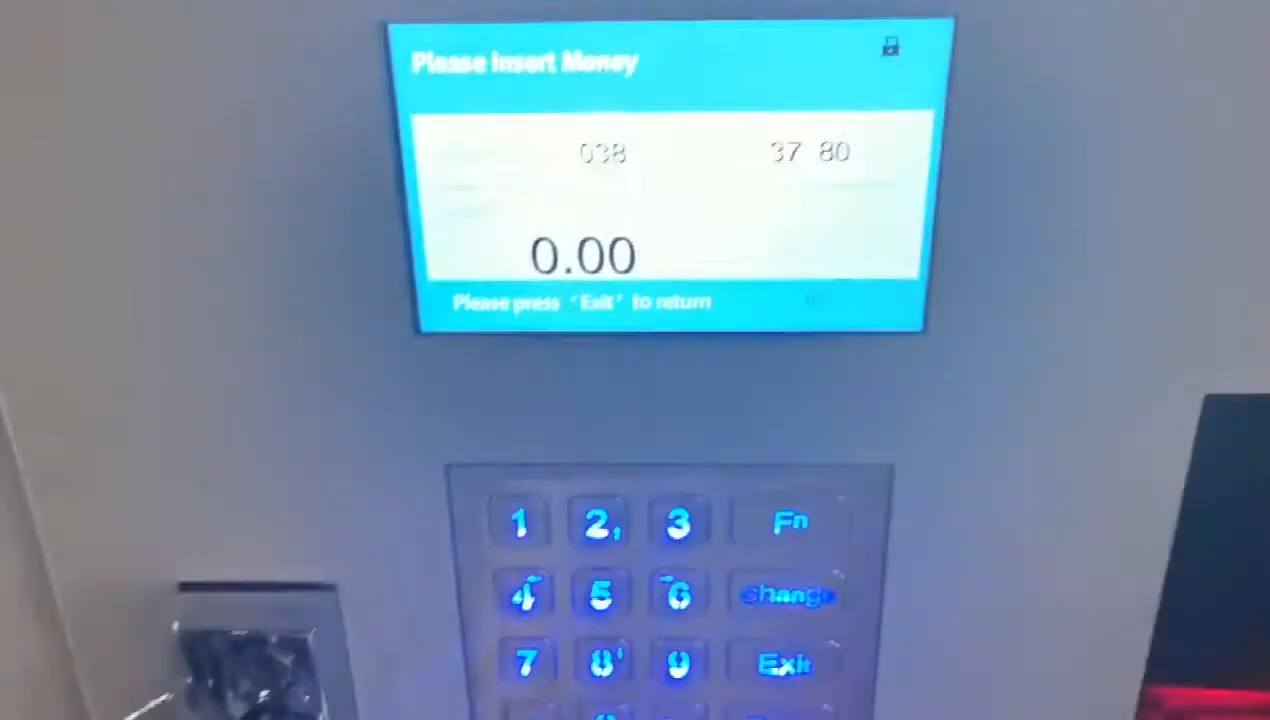 Please Insert Money
038 37 80
0.00
Please press 'Exit' to return
1 2 3 Fn
4 5 6 change
7 8 9 Exit